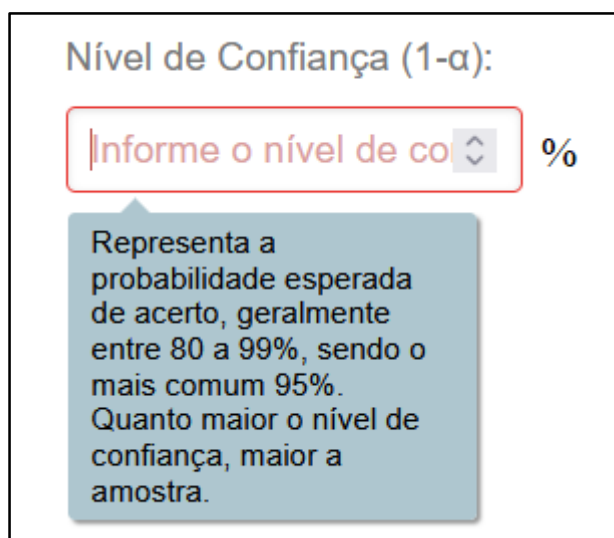 Nível de Confiança (1-α):
Informe o nível de co
%
Representa a
probabilidade esperada
de acerto, geralmente
entre 80 a 99%, sendo o
mais comum 95%.
Quanto maior o nível de
confiança, maior a
amostra.